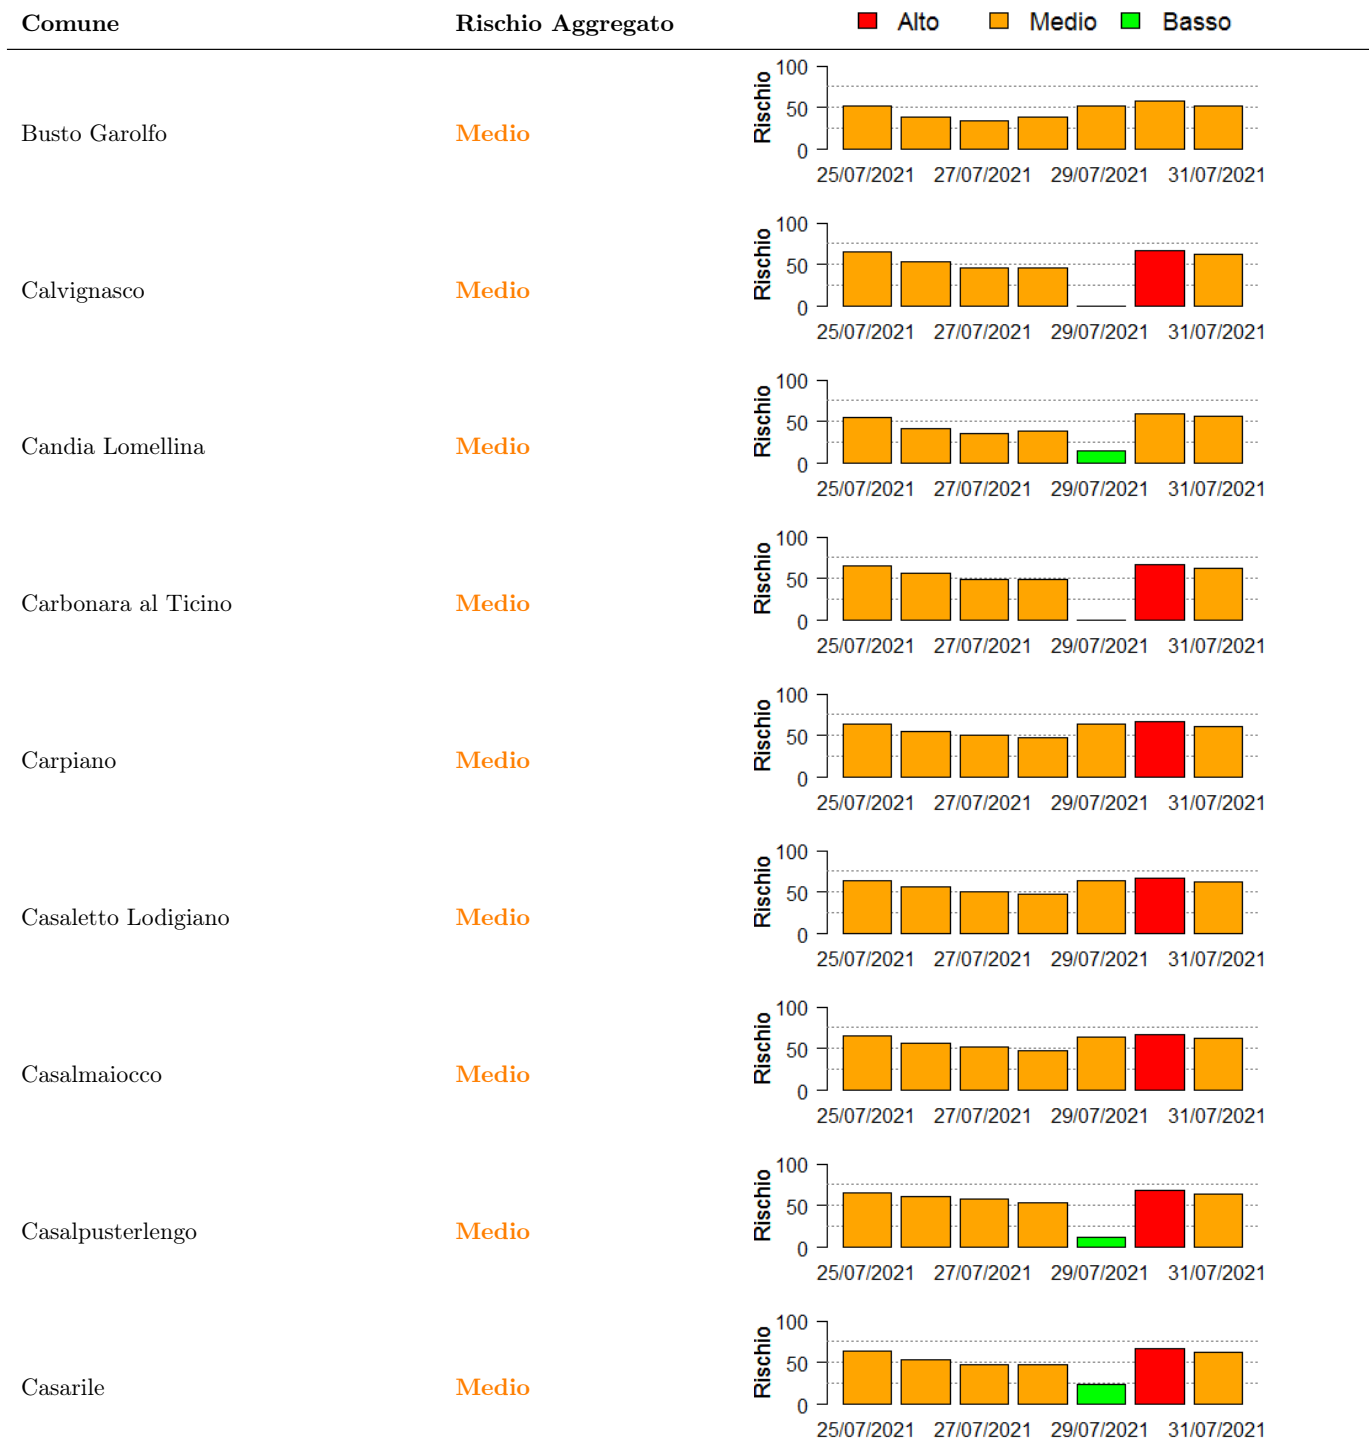 Comune Rischio Aggregato Alto Medio Basso
100
50
0
Rischio
Busto Garolfo Medio
25/07/2021 27/07/2021 29/07/2021 31/07/2021
100
50
0
Rischio
Calvignasco Medio
25/07/2021 27/07/2021 29/07/2021 31/07/2021
100
50
0
Rischio
Candia Lomellina Medio
25/07/2021 27/07/2021 29/07/2021 31/07/2021
100
50
0
Rischio
Carbonara al Ticino Medio
25/07/2021 27/07/2021 29/07/2021 31/07/2021
100
50
0
Rischio
Carpiano Medio
25/07/2021 27/07/2021 29/07/2021 31/07/2021
100
50
0
Rischio
Casaletto Lodigiano Medio
25/07/2021 27/07/2021 29/07/2021 31/07/2021
100
50
0
Rischio
Casalmaiocco Medio
25/07/2021 27/07/2021 29/07/2021 31/07/2021
100
50
0
Rischio
Casalpusterlengo Medio
25/07/2021 27/07/2021 29/07/2021 31/07/2021
100
50
0
Rischio
Casarile Medio
25/07/2021 27/07/2021 29/07/2021 31/07/2021